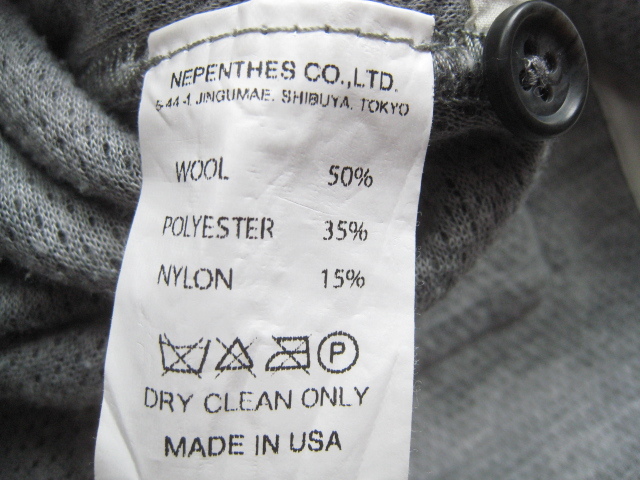 NEPENTHES CO.,LTD.
6-44-1 JINGUMAE. SHIBUYA. TOKYO
WOOL 50%
POLYESTER 35%
NYLON 15%
P
DRY CLEAN ONLY
MADE IN USA